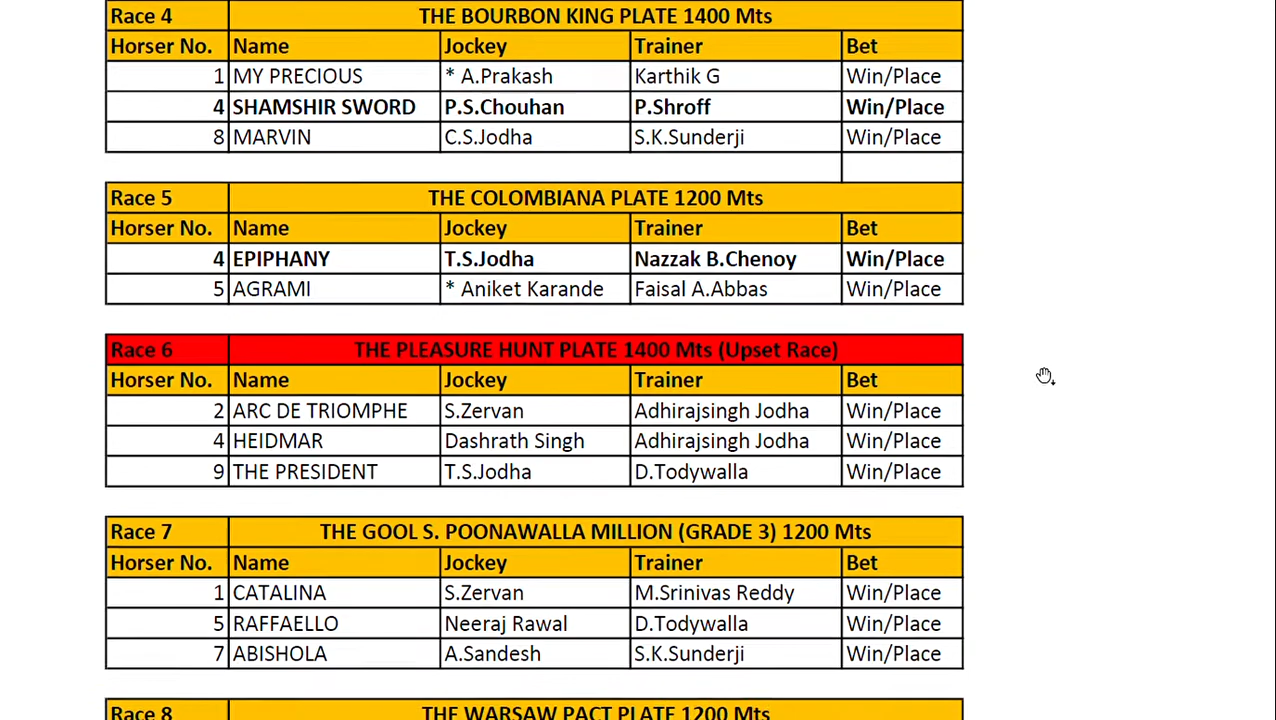 Race 4 THE BOURBON KING PLATE 1400 Mts
Horser No. Name Jockey Trainer Bet
1 MY PRECIOUS * A.Prakash Karthik G Win/Place
4 SHAMSHIR SWORD P.S.Chouhan P.Shroff Win/Place
8 MARVIN C.S.Jodha S.K.Sunderji Win/Place
Race 5 THE COLOMBIANA PLATE 1200 Mts
Horser No. Name Jockey Trainer Bet
4 EPIPHANY T.S.Jodha Nazzak B.Chenoy Win/Place
5 AGRAMI * Aniket Karande Faisal A.Abbas Win/Place
Race 6 THE PLEASURE HUNT PLATE 1400 Mts (Upset Race)
Horser No. Name Jockey Trainer Bet
2 ARC DE TRIOMPHE S.Zervan Adhirajsingh Jodha Win/Place
4 HEIDMAR Dashrath Singh Adhirajsingh Jodha Win/Place
9 THE PRESIDENT T.S.Jodha D.Todywalla Win/Place
Race 7 THE GOOL S. POONAWALLA MILLION (GRADE 3) 1200 Mts
Horser No. Name Jockey Trainer Bet
1 CATALINA S.Zervan M.Srinivas Reddy Win/Place
5 RAFFAELLO Neeraj Rawal D.Todywalla Win/Place
7 ABISHOLA A.Sandesh S.K.Sunderji Win/Place
Race 8 THE WARSAW PACT PLATE 1200 Mts